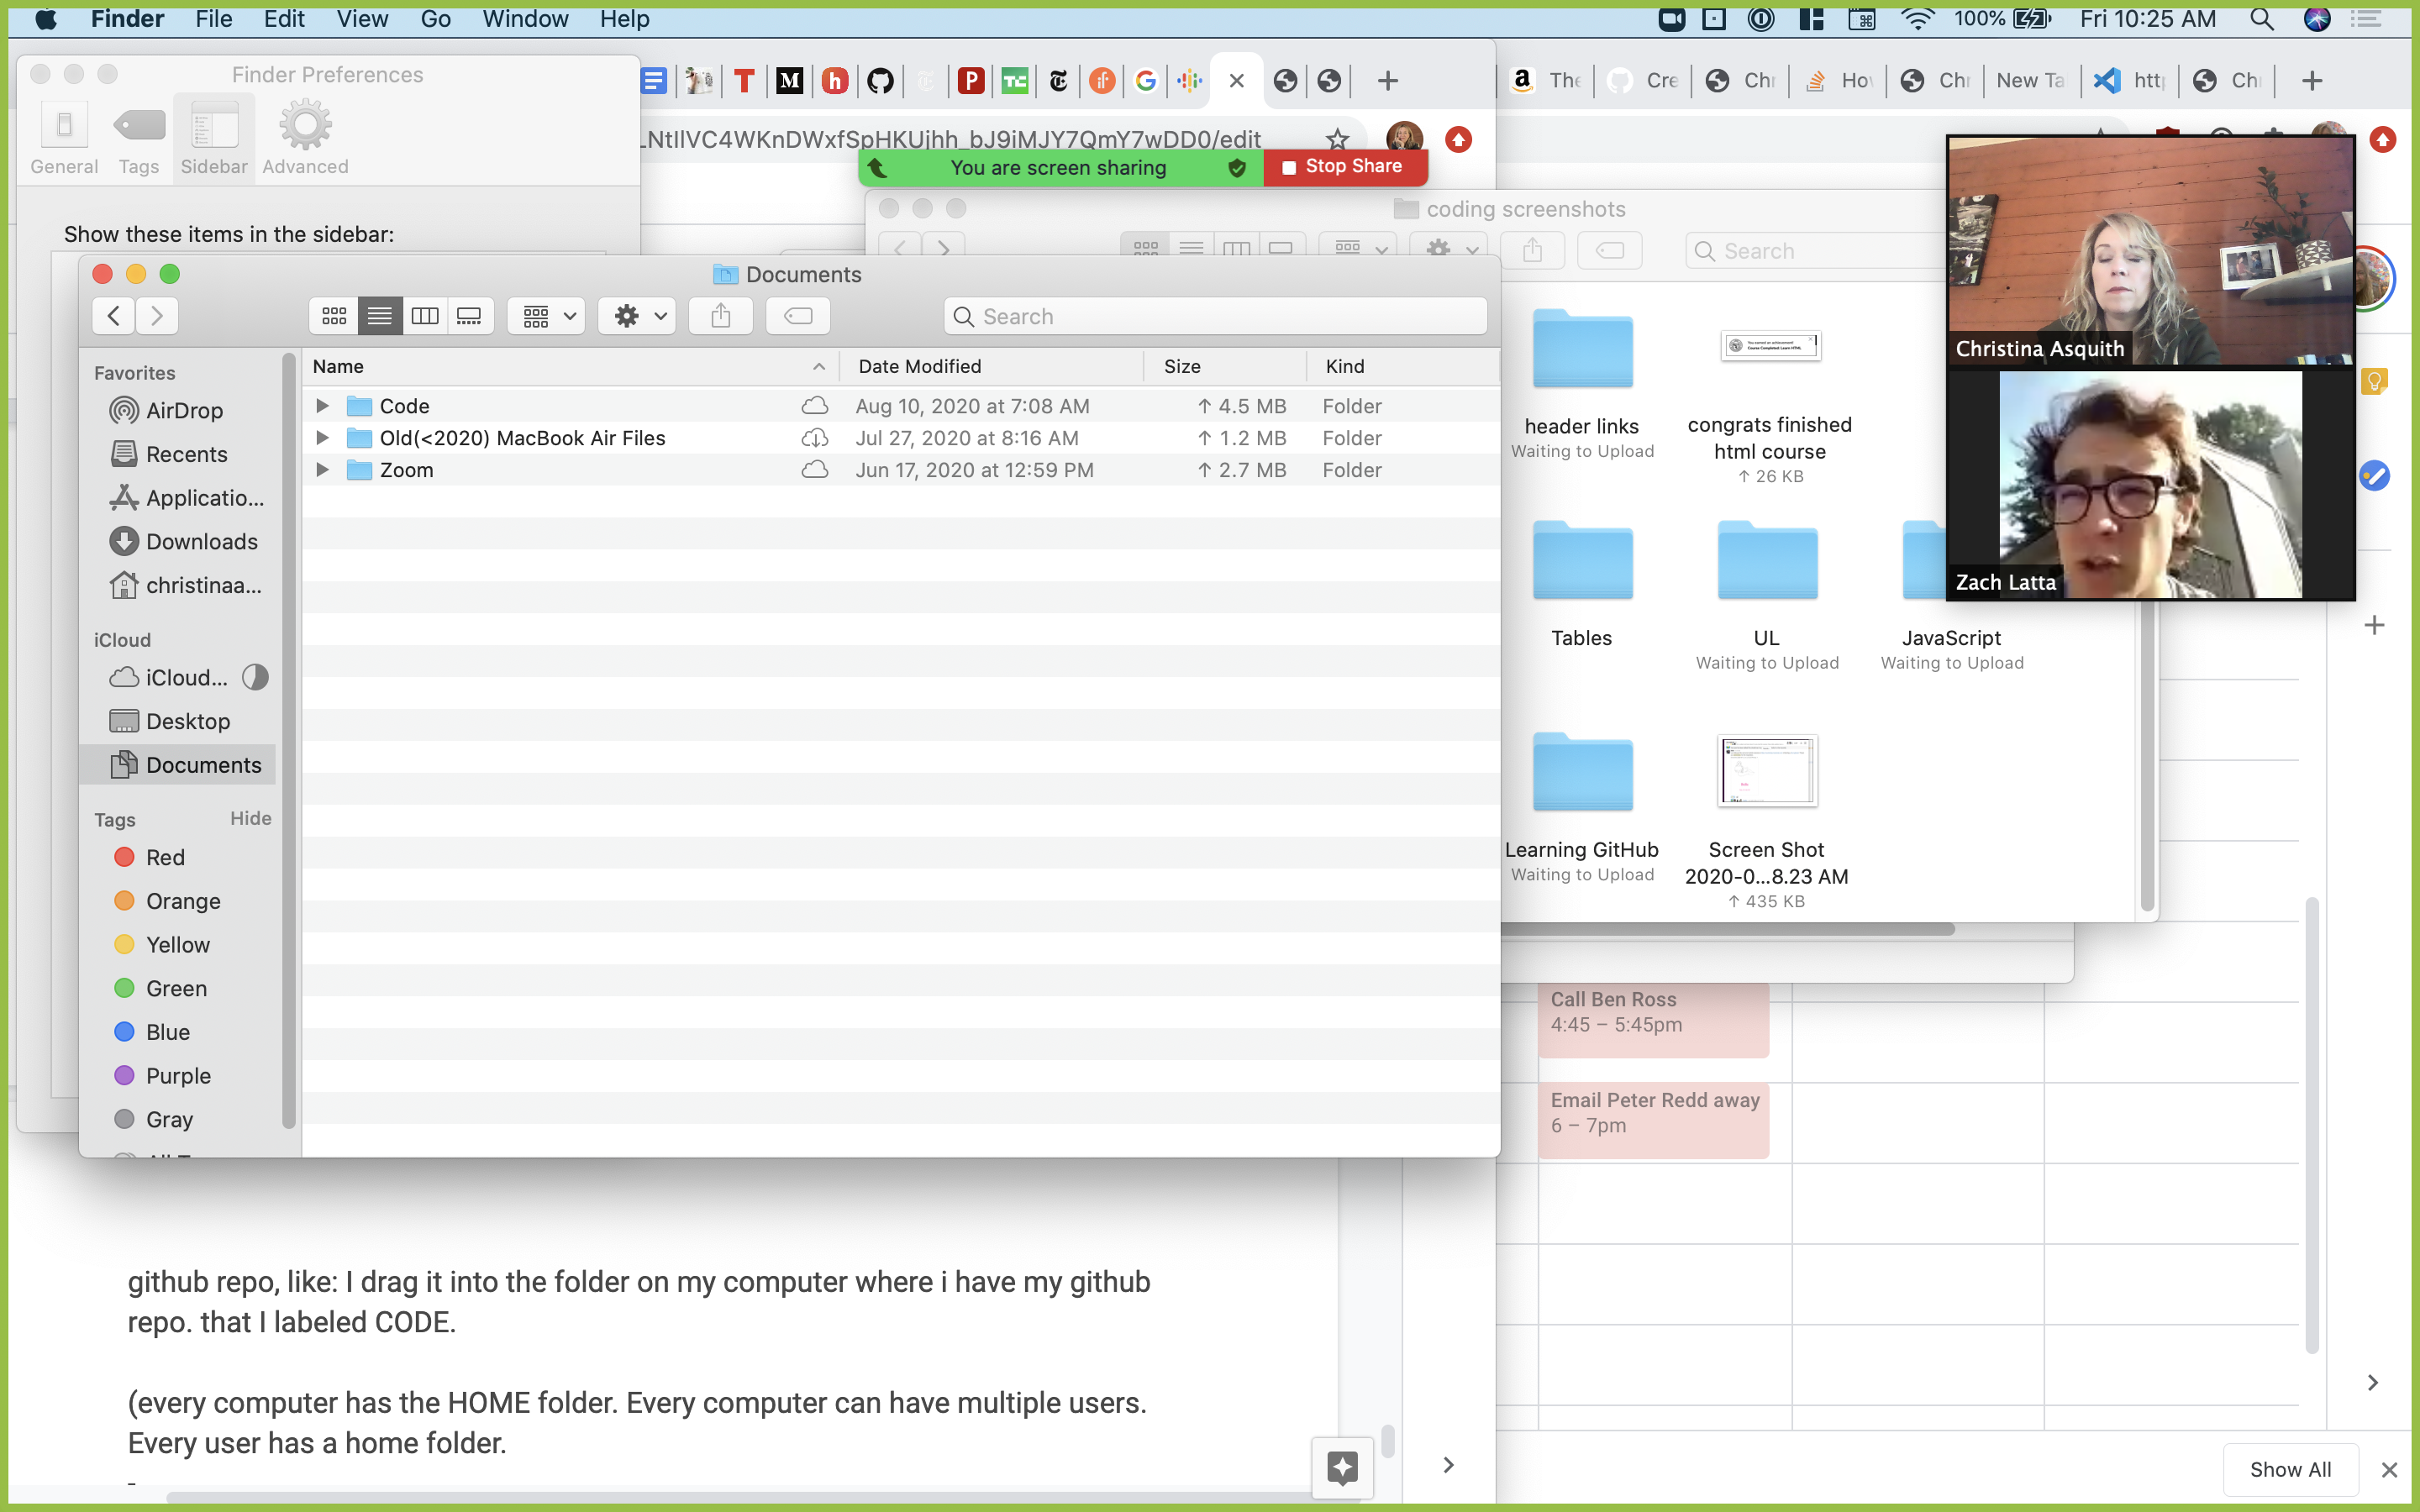 Finder File Edit View Go Window Help
100% Fri 10:25 AM
Finder Preferences
General Tags Sidebar Advanced
Show these items in the sidebar:
The
Cre
Chr
Hov
Chr
New Ta
http
Chr
LNtIlVC4WKnDWxfSpHKUjhh_bJ9iMJY7QmY7wDD0/edit
You are screen sharing
Stop Share
coding screenshots
Search
Documents
Search
Favorites
AirDrop
Recents
Applicatio...
Downloads
christinaa...
iCloud
iCloud...
Desktop
Documents
Tags Hide
Red
Orange
Yellow
Green
Blue
Purple
Gray
Name Date Modified Size Kind
Code Aug 10, 2020 at 7:08 AM ↑ 4.5 MB Folder
Old(<2020) MacBook Air Files Jul 27, 2020 at 8:16 AM ↑ 1.2 MB Folder
Zoom Jun 17, 2020 at 12:59 PM ↑ 2.7 MB Folder
header links
Waiting to Upload
congrats finished
html course
↑ 26 KB
Tables
UL
Waiting to Upload
JavaScript
Waiting to Upload
Learning GitHub
Waiting to Upload
Screen Shot
2020-0...8.23 AM
↑ 435 KB
Christina Asquith
Zach Latta
Call Ben Ross
4:45 – 5:45pm
Email Peter Redd away
6 – 7pm
github repo, like: I drag it into the folder on my computer where i have my github
repo. that I labeled CODE.
(every computer has the HOME folder. Every computer can have multiple users.
Every user has a home folder.
Show All